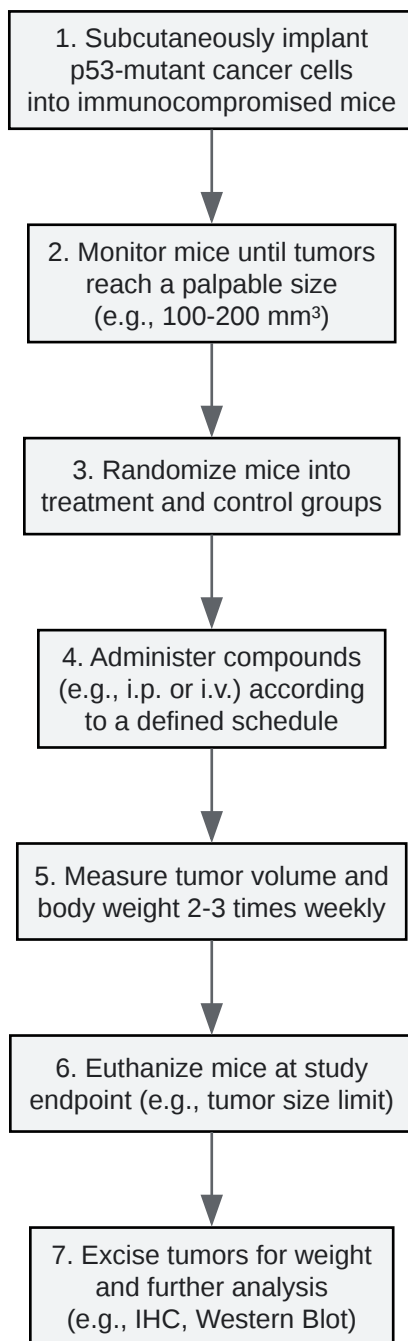 1. Subcutaneously implant
p53-mutant cancer cells
into immunocompromised mice
2. Monitor mice until tumors
reach a palpable size
(e.g., 100-200 mm³)
3. Randomize mice into
treatment and control groups
4. Administer compounds
(e.g., i.p. or i.v.) according
to a defined schedule
5. Measure tumor volume and
body weight 2-3 times weekly
6. Euthanize mice at study
endpoint (e.g., tumor size limit)
7. Excise tumors for weight
and further analysis
(e.g., IHC, Western Blot)